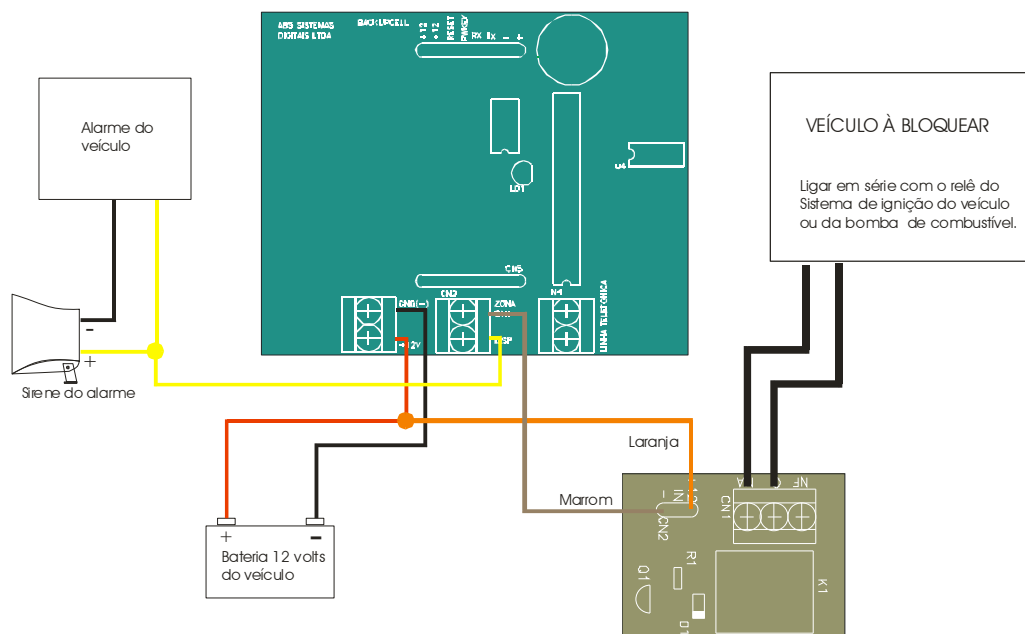 ABS SISTEMAS
DIGITAIS LTDA
BACKUPCELL
+12
+12
RESET
PWKEY
RX
TX
-
+
Alarme do
veículo
U4
LD1
VEÍCULO À BLOQUEAR
Ligar em série com o relê do
Sistema de ignição do veículo
ou da bomba de combustível.
CN5
GND(-)
+12V
CN3
ZONA
DISP
LINHA TELEFONICA
-
+
Sirene do alarme
Laranja
Marrom
+
-
Bateria 12 volts
do veículo
-
IN
CN2
CN1
NA
C
NF
R1
Q1
D1
K1